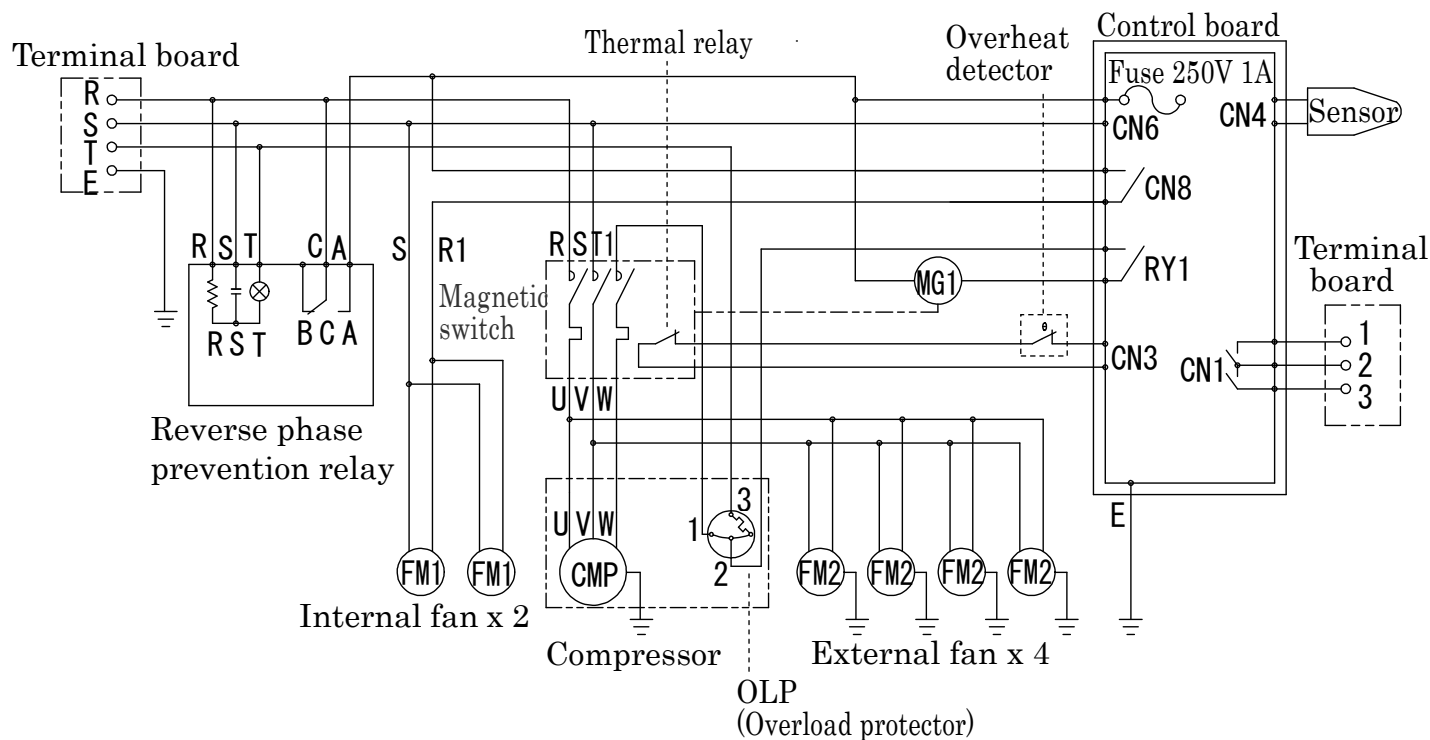 Terminal board
R
S
T
E
Thermal relay
Overheat
detector
Control board
Fuse 250V 1A
CN6
CN4
Sensor
CN8
R S T
C A
S
R1
R S T1
MG1
RY1
Terminal
board
Magnetic
switch
R S T
B C A
θ
CN3
CN1
1
2
3
U V W
Reverse phase
prevention relay
U V W
3
1
2
E
FM1
FM1
CMP
FM2
FM2
FM2
FM2
Internal fan x 2
Compressor
External fan x 4
OLP
(Overload protector)